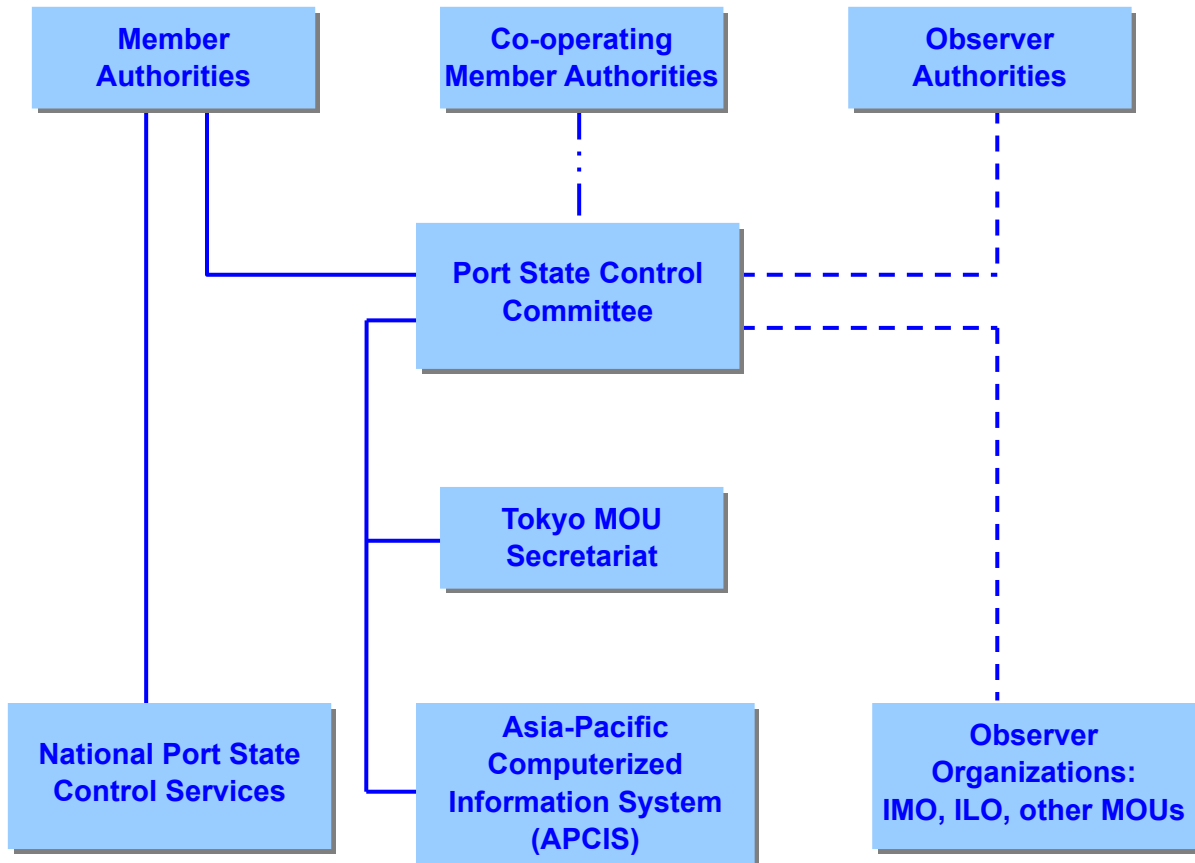 Member
Authorities
Co-operating
Member Authorities
Observer
Authorities
Port State Control
Committee
Tokyo MOU
Secretariat
National Port State
Control Services
Asia-Pacific
Computerized
Information System
(APCIS)
Observer
Organizations:
IMO, ILO, other MOUs